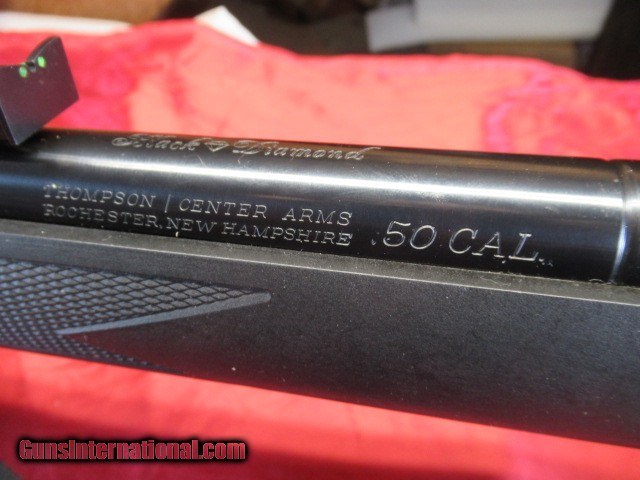 Black Diamond
THOMPSON / CENTER ARMS
ROCHESTER, NEW HAMPSHIRE
.50 CAL.
GunsInternational.com